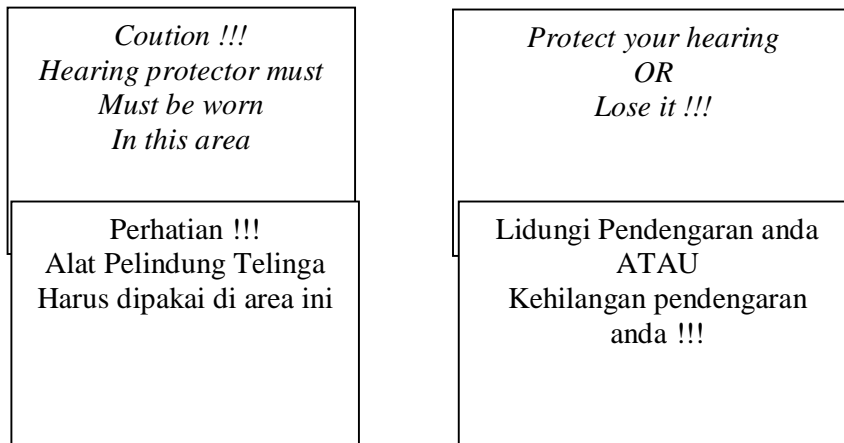 Coution !!!
Hearing protector must
Must be worn
In this area
Perhatian !!!
Alat Pelindung Telinga
Harus dipakai di area ini
Protect your hearing
OR
Lose it !!!
Lidungi Pendengaran anda
ATAU
Kehilangan pendengaran
anda !!!